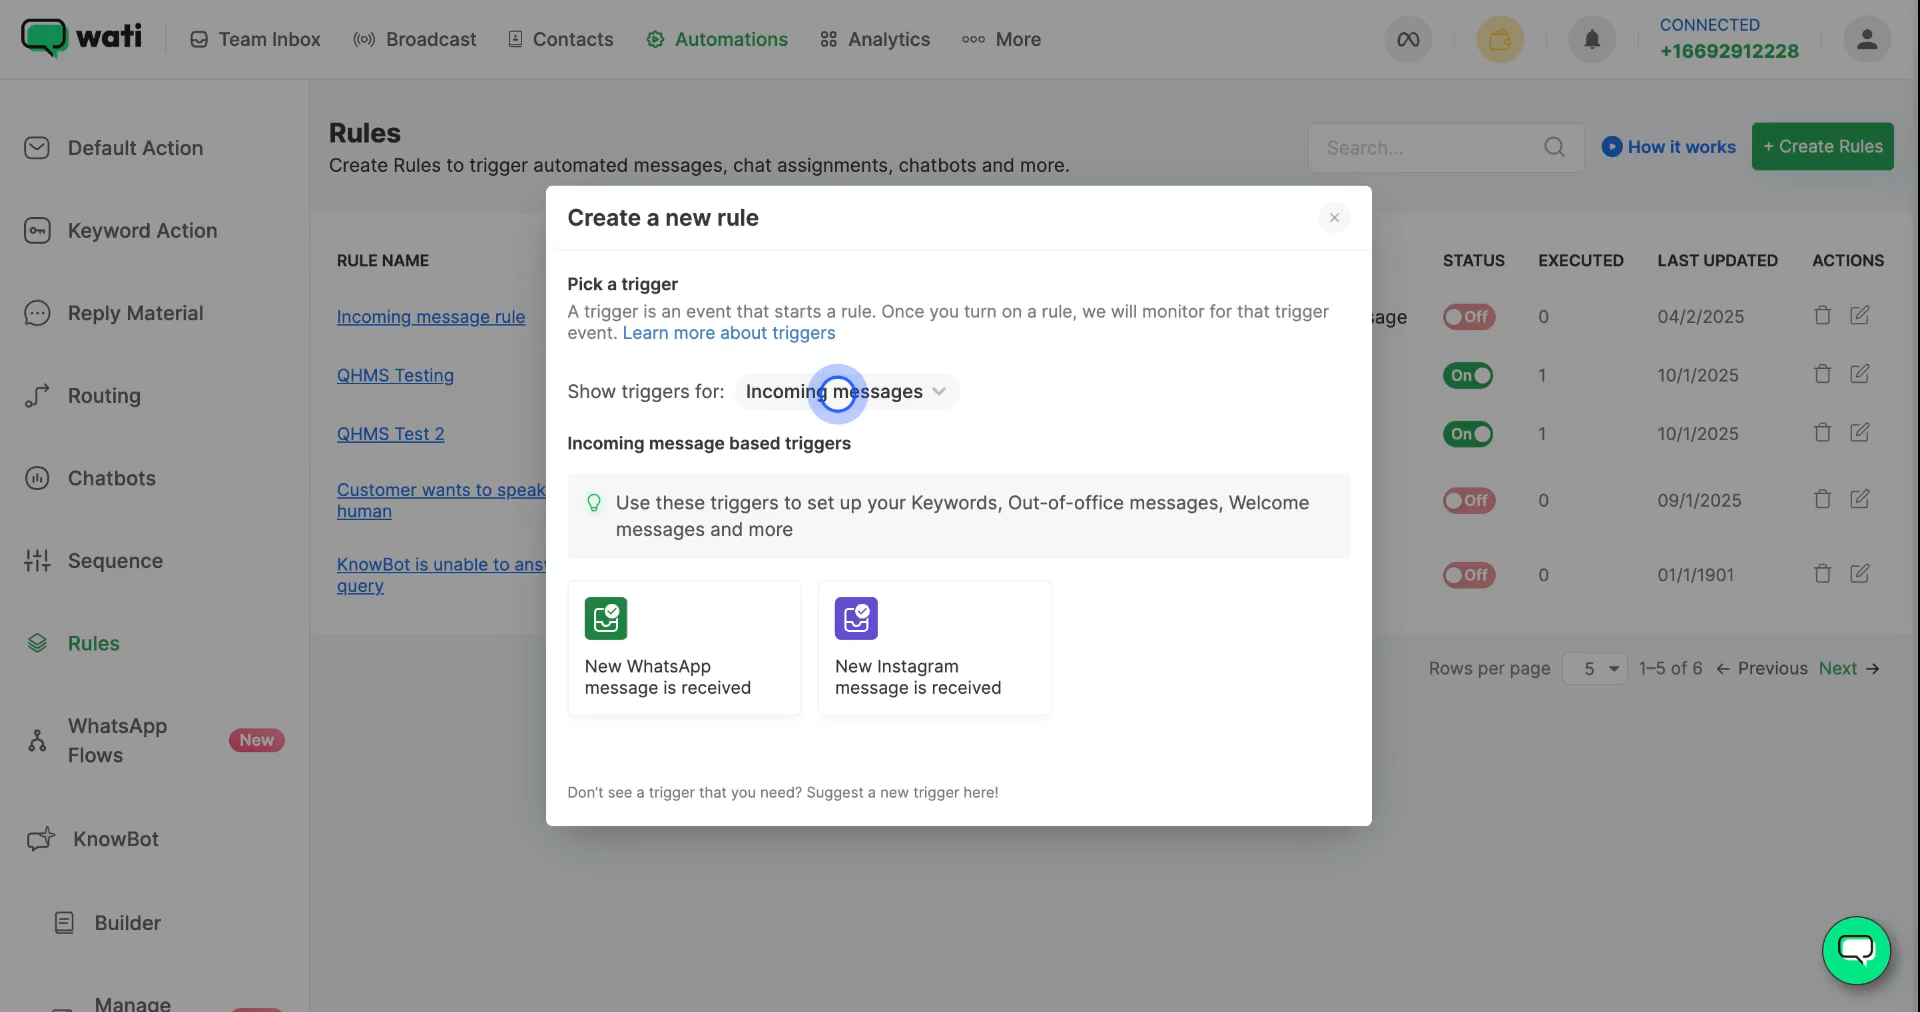 wati
Team Inbox
Broadcast
Contacts
Automations
Analytics
More
CONNECTED
+16692912228
Default Action
Keyword Action
Reply Material
Routing
Chatbots
Sequence
Rules
WhatsApp
Flows
New
KnowBot
Builder
Manage
Rules
Create Rules to trigger automated messages, chat assignments, chatbots and more.
Search...
How it works
+ Create Rules
RULE NAME
STATUS
EXECUTED
LAST UPDATED
ACTIONS
Incoming message rule
sage
Off
0
04/2/2025
QHMS Testing
On
1
10/1/2025
QHMS Test 2
On
1
10/1/2025
Customer wants to speak
human
Off
0
09/1/2025
KnowBot is unable to ans
query
Off
0
01/1/1901
Rows per page
5
1–5 of 6
← Previous
Next →
Create a new rule
Pick a trigger
A trigger is an event that starts a rule. Once you turn on a rule, we will monitor for that trigger
event. Learn more about triggers
Show triggers for:
Incoming messages
Incoming message based triggers
Use these triggers to set up your Keywords, Out-of-office messages, Welcome
messages and more
New WhatsApp
message is received
New Instagram
message is received
Don't see a trigger that you need? Suggest a new trigger here!